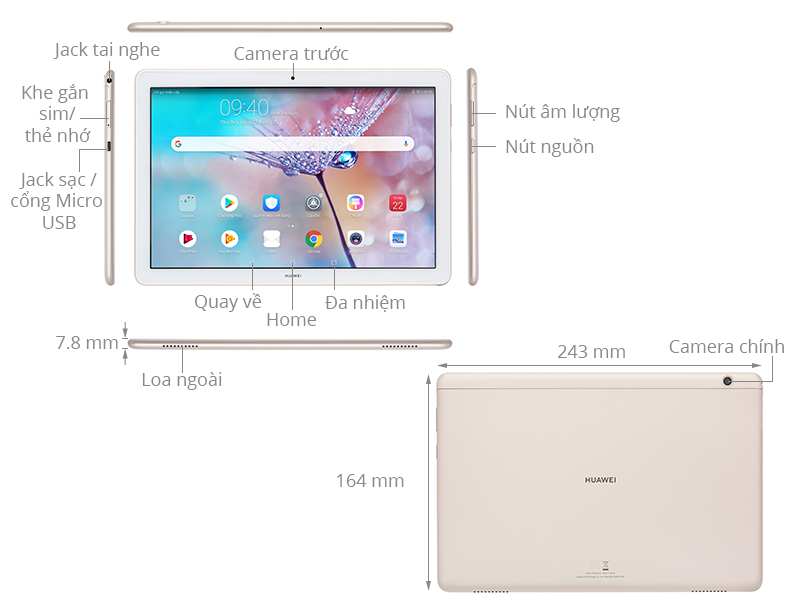 Jack tai nghe
Camera trước
Khe gắn
sim/
thẻ nhớ
Jack sạc /
cổng Micro
USB
09:40
G
22
HUAWEI
Nút âm lượng
Nút nguồn
Quay về
Home
Đa nhiệm
7.8 mm
Loa ngoài
243 mm
Camera chính
164 mm
HUAWEI